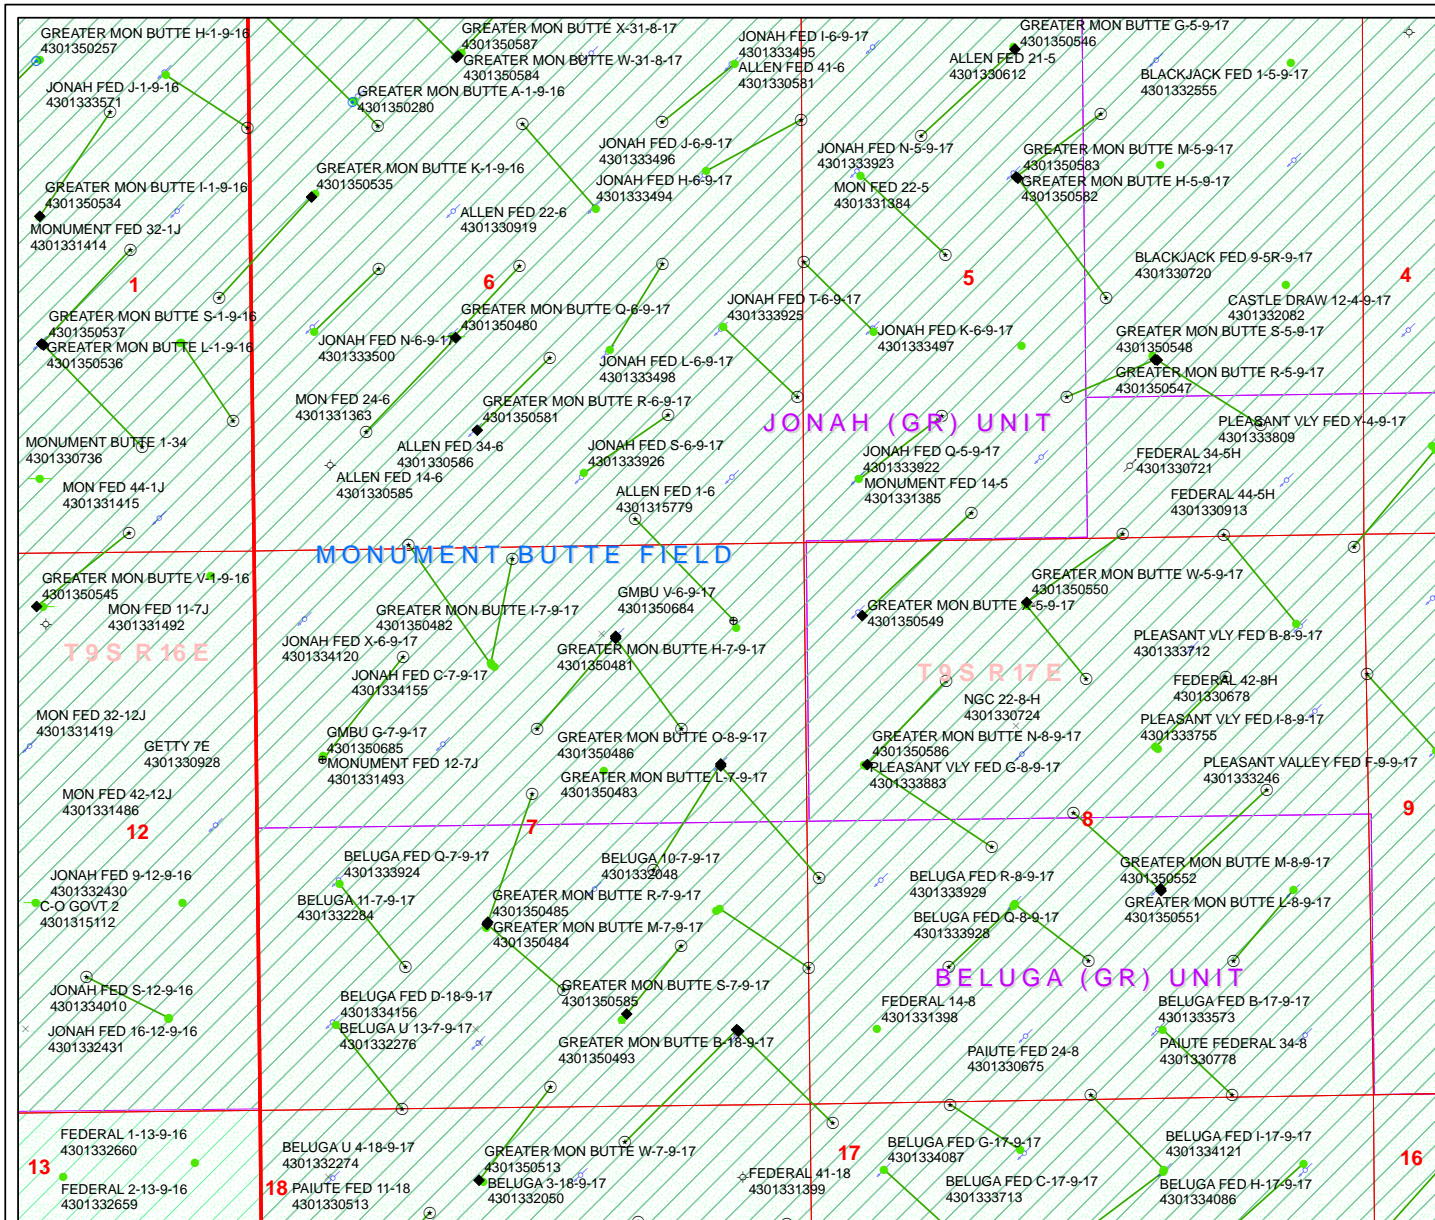 GREATER MON BUTTE H-1-9-16
4301350257
JONAH FED J-1-9-16
4301333571
GREATER MON BUTTE X-31-8-17
4301350587
GREATER MON BUTTE W-31-8-17
4301350584
GREATER MON BUTTE A-1-9-16
4301350280
JONAH FED I-6-9-17
4301333495
ALLEN FED 41-6
4301330581
GREATER MON BUTTE G-5-9-17
4301350546
ALLEN FED 21-5
4301330612
BLACKJACK FED 1-5-9-17
4301332555
JONAH FED J-6-9-17
4301333496
JONAH FED H-6-9-17
4301333494
JONAH FED N-5-9-17
4301333923
MON FED 22-5
4301331384
GREATER MON BUTTE M-5-9-17
4301350583
GREATER MON BUTTE H-5-9-17
4301350582
GREATER MON BUTTE K-1-9-16
4301350535
GREATER MON BUTTE I-1-9-16
4301350534
MONUMENT FED 32-1J
4301331414
ALLEN FED 22-6
4301330919
BLACKJACK FED 9-5R-9-17
4301330720
1
6
5
4
CASTLE DRAW 12-4-9-17
4301332082
GREATER MON BUTTE S-1-9-16
4301350537
GREATER MON BUTTE L-1-9-16
4301350536
JONAH FED N-6-9-17
4301333500
GREATER MON BUTTE Q-6-9-17
4301350480
JONAH FED T-6-9-17
4301333925
JONAH FED K-6-9-17
4301333497
GREATER MON BUTTE S-5-9-17
4301350548
GREATER MON BUTTE R-5-9-17
4301350547
JONAH FED L-6-9-17
4301333498
MON FED 24-6
4301331363
GREATER MON BUTTE R-6-9-17
4301350581
JONAH (GR) UNIT
PLEASANT VLY FED Y-4-9-17
4301333809
MONUMENT BUTTE 1-34
4301330736
ALLEN FED 34-6
4301330586
JONAH FED S-6-9-17
4301333926
JONAH FED Q-5-9-17
4301333922
FEDERAL 34-5H
4301330721
MON FED 44-1J
4301331415
ALLEN FED 14-6
4301330585
ALLEN FED 1-6
4301315779
MONUMENT FED 14-5
4301331385
FEDERAL 44-5H
4301330913
MONUMENT BUTTE FIELD
GREATER MON BUTTE V-1-9-16
4301350545
MON FED 11-7J
4301331492
GREATER MON BUTTE I-7-9-17
4301350482
GMBU V-6-9-17
4301350684
GREATER MON BUTTE W-5-9-17
4301350550
GREATER MON BUTTE X-5-9-17
4301350549
T9S R16E
JONAH FED X-6-9-17
4301334120
JONAH FED C-7-9-17
4301334155
GREATER MON BUTTE H-7-9-17
4301350481
T9S R17E
PLEASANT VLY FED B-8-9-17
4301333712
FEDERAL 42-8H
4301330678
NGC 22-8-H
4301330724
MON FED 32-12J
4301331419
GETTY 7E
4301330928
GMBU G-7-9-17
4301350685
MONUMENT FED 12-7J
4301331493
GREATER MON BUTTE O-8-9-17
4301350486
GREATER MON BUTTE L-7-9-17
4301350483
GREATER MON BUTTE N-8-9-17
4301350586
PLEASANT VLY FED G-8-9-17
4301333883
PLEASANT VLY FED I-8-9-17
4301333755
PLEASANT VALLEY FED F-9-9-17
4301333246
MON FED 42-12J
4301331486
12
7
8
9
JONAH FED 9-12-9-16
4301332430
C-O GOVT 2
4301315112
BELUGA FED Q-7-9-17
4301333924
BELUGA 11-7-9-17
4301332284
BELUGA 10-7-9-17
4301332048
GREATER MON BUTTE R-7-9-17
4301350485
GREATER MON BUTTE M-7-9-17
4301350484
BELUGA FED R-8-9-17
4301333929
BELUGA FED Q-8-9-17
4301333928
GREATER MON BUTTE M-8-9-17
4301350552
GREATER MON BUTTE L-8-9-17
4301350551
BELUGA (GR) UNIT
JONAH FED S-12-9-16
4301334010
JONAH FED 16-12-9-16
4301332431
BELUGA FED D-18-9-17
4301334156
BELUGA U 13-7-9-17
4301332276
GREATER MON BUTTE S-7-9-17
4301350585
GREATER MON BUTTE B-18-9-17
4301350493
FEDERAL 14-8
4301331398
PAIUTE FED 24-8
4301330675
BELUGA FED B-17-9-17
4301333573
PAIUTE FEDERAL 34-8
4301330778
FEDERAL 1-13-9-16
4301332660
13
FEDERAL 2-13-9-16
4301332659
BELUGA U 4-18-9-17
4301332274
18
PAIUTE FED 11-18
4301330513
GREATER MON BUTTE W-7-9-17
4301350513
BELUGA 3-18-9-17
4301332050
FEDERAL 41-18
4301331399
17
BELUGA FED G-17-9-17
4301334087
BELUGA FED C-17-9-17
4301333713
BELUGA FED I-17-9-17
4301334121
BELUGA FED H-17-9-17
4301334086
16